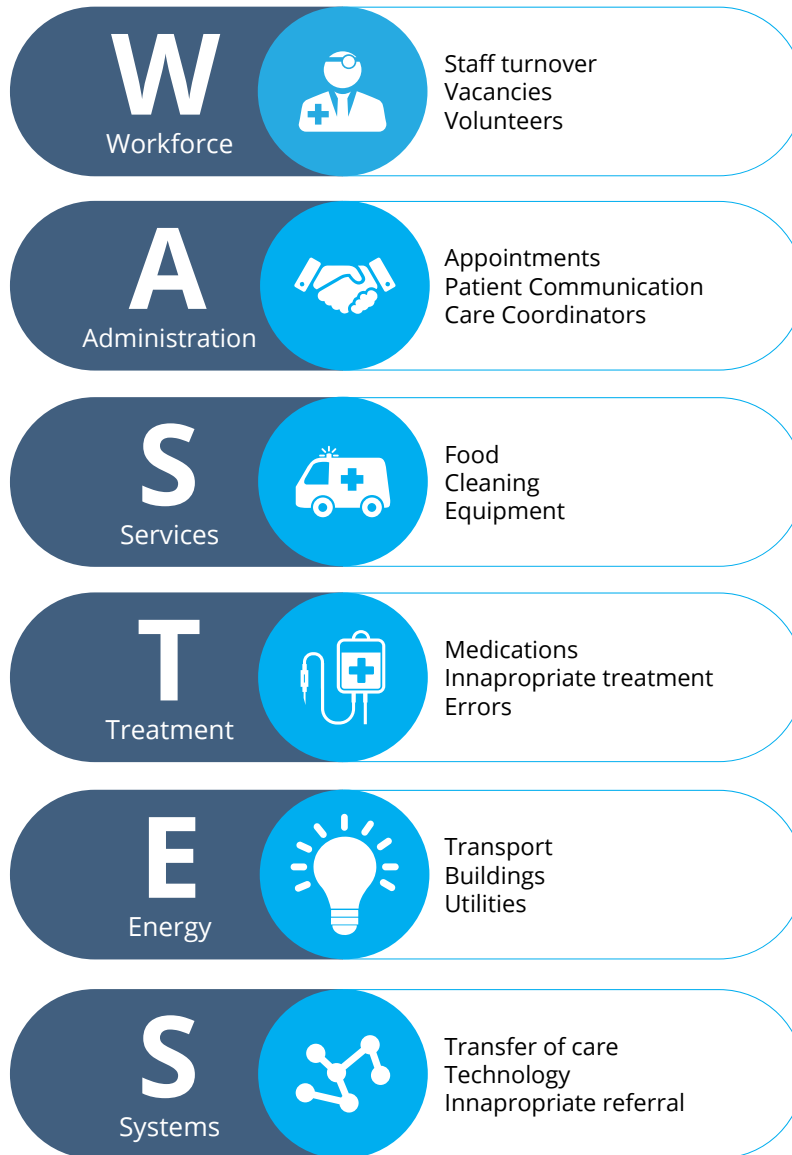 W
Workforce
Staff turnover
Vacancies
Volunteers
A
Administration
Appointments
Patient Communication
Care Coordinators
S
Services
Food
Cleaning
Equipment
T
Treatment
Medications
Innapropriate treatment
Errors
E
Energy
Transport
Buildings
Utilities
S
Systems
Transfer of care
Technology
Innapropriate referral